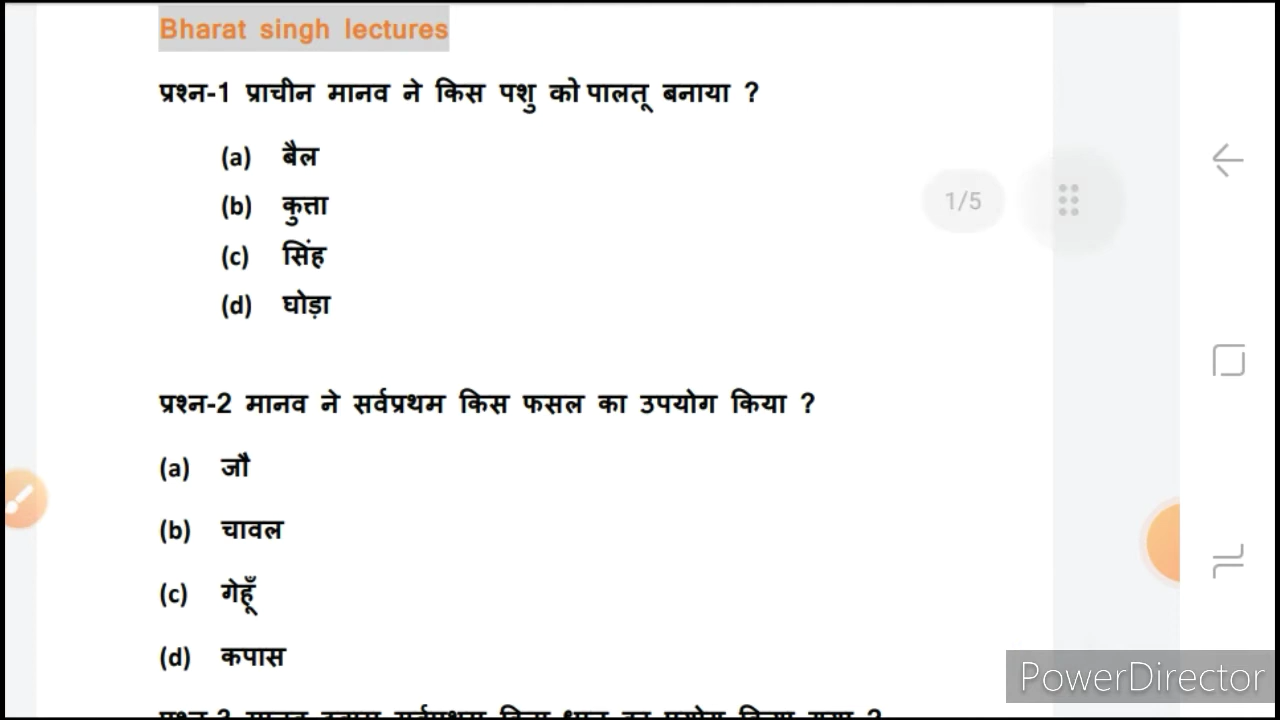 Bharat singh lectures
प्रश्न-1 प्राचीन मानव ने किस पशु को पालतू बनाया ?
(a) बैल
(b) कुत्ता
(c) सिंह
(d) घोड़ा
1/5
प्रश्न-2 मानव ने सर्वप्रथम किस फसल का उपयोग किया ?
(a) जौ
(b) चावल
(c) गेहूँ
(d) कपास
PowerDirector